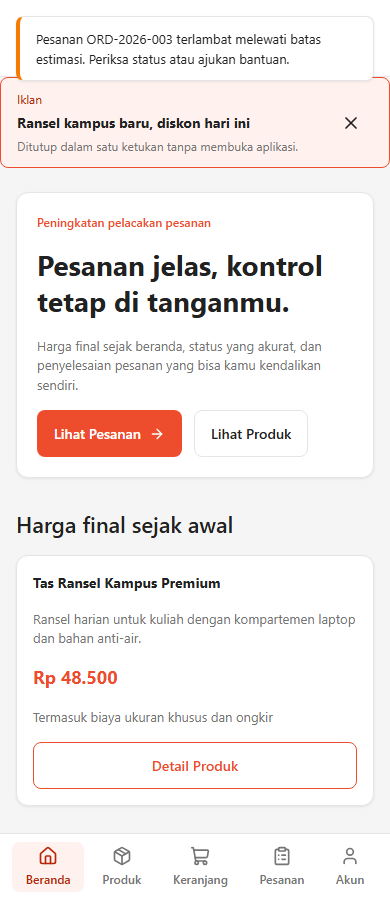 Pesanan ORD-2026-003 terlambat melewati batas
estimasi. Periksa status atau ajukan bantuan.
Iklan
Ransel kampus baru, diskon hari ini
Ditutup dalam satu ketukan tanpa membuka aplikasi.
Peningkatan pelacakan pesanan
Pesanan jelas, kontrol
tetap di tanganmu.
Harga final sejak beranda, status yang akurat, dan
penyelesaian pesanan yang bisa kamu kendalikan
sendiri.
Lihat Pesanan
Lihat Produk
Harga final sejak awal
Tas Ransel Kampus Premium
Ransel harian untuk kuliah dengan kompartemen laptop
dan bahan anti-air.
Rp 48.500
Termasuk biaya ukuran khusus dan ongkir
Detail Produk
Beranda
Produk
Keranjang
Pesanan
Akun